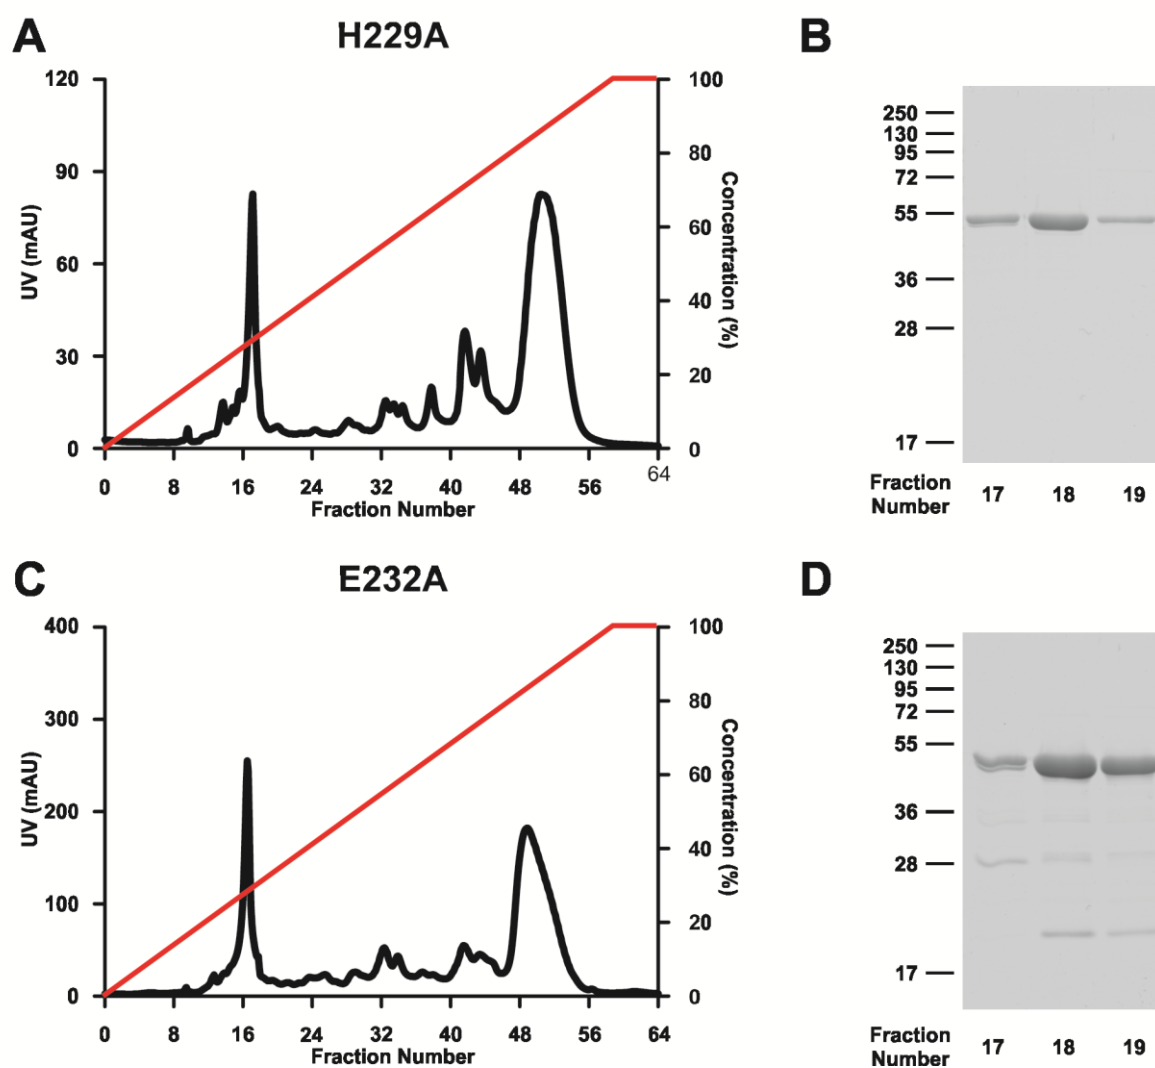 A
H229A
UV (mAU)
120
90
60
30
0
Concentration (%)
100
80
60
40
20
0
0 8 16 24 32 40 48 56 64
Fraction Number
B
250
130
95
72
55
36
28
17
Fraction
Number
17 18 19
C
E232A
UV (mAU)
400
300
200
100
0
Concentration (%)
100
80
60
40
20
0
0 8 16 24 32 40 48 56 64
Fraction Number
D
250
130
95
72
55
36
28
17
Fraction
Number
17 18 19